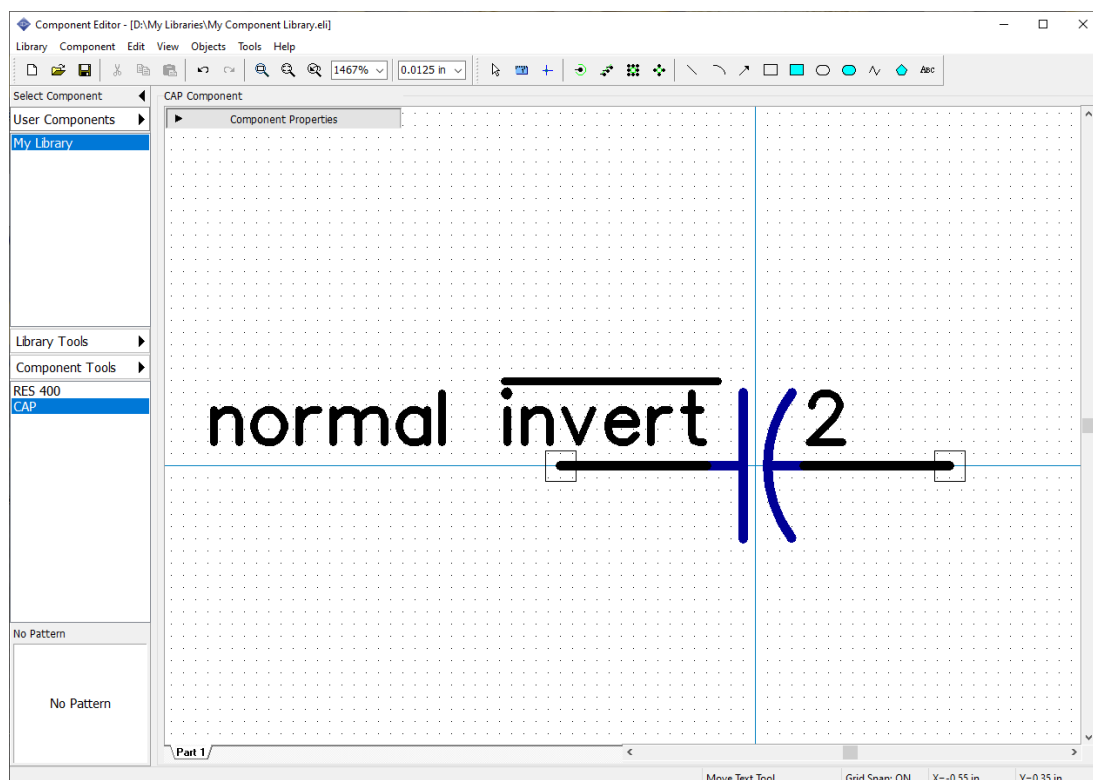 Component Editor - [D:\My Libraries\My Component Library.eli]
Library Component Edit View Objects Tools Help
1467% 0.0125 in ABC
Select Component
CAP Component
User Components
Component Properties
My Library
Library Tools
Component Tools
RES 400
CAP
normal invert 2
No Pattern
No Pattern
Part 1
Move Text Tool Grid Snap: ON X=-0.55 in Y=0.35 in